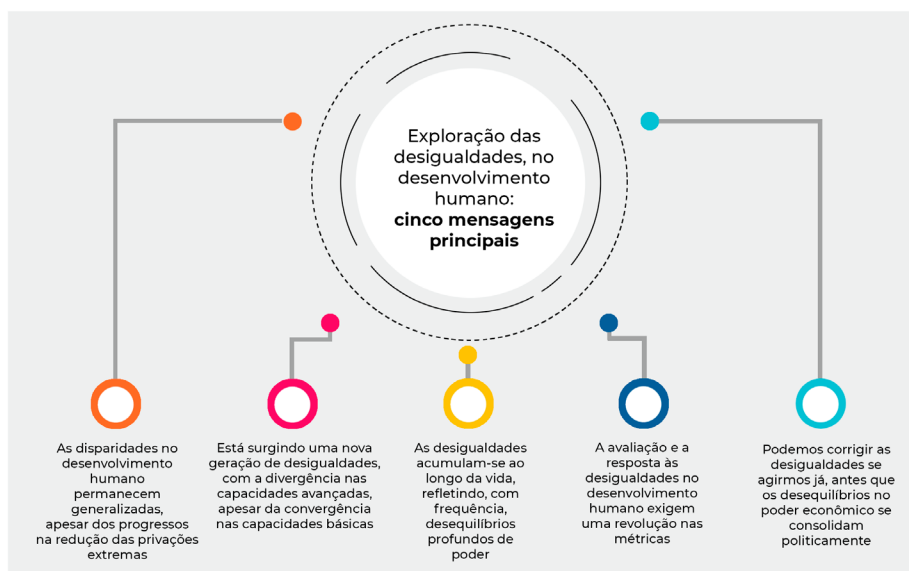 Exploração das
desigualdades, no
desenvolvimento
humano:
cinco mensagens
principais
As disparidades no
desenvolvimento
humano
permanecem
generalizadas,
apesar dos progressos
na redução das privações
extremas
Está surgindo uma nova
geração de desigualdades,
com a divergência nas
capacidades avançadas,
apesar da convergência
nas capacidades básicas
As desigualdades
acumulam-se ao
longo da vida,
refletindo, com
frequência,
desequilíbrios
profundos de
poder
A avaliação e a
resposta às
desigualdades no
desenvolvimento
humano exigem
uma revolução nas
métricas
Podemos corrigir as
desigualdades se
agirmos já, antes que
os desequilíbrios no
poder econômico se
consolidam
politicamente